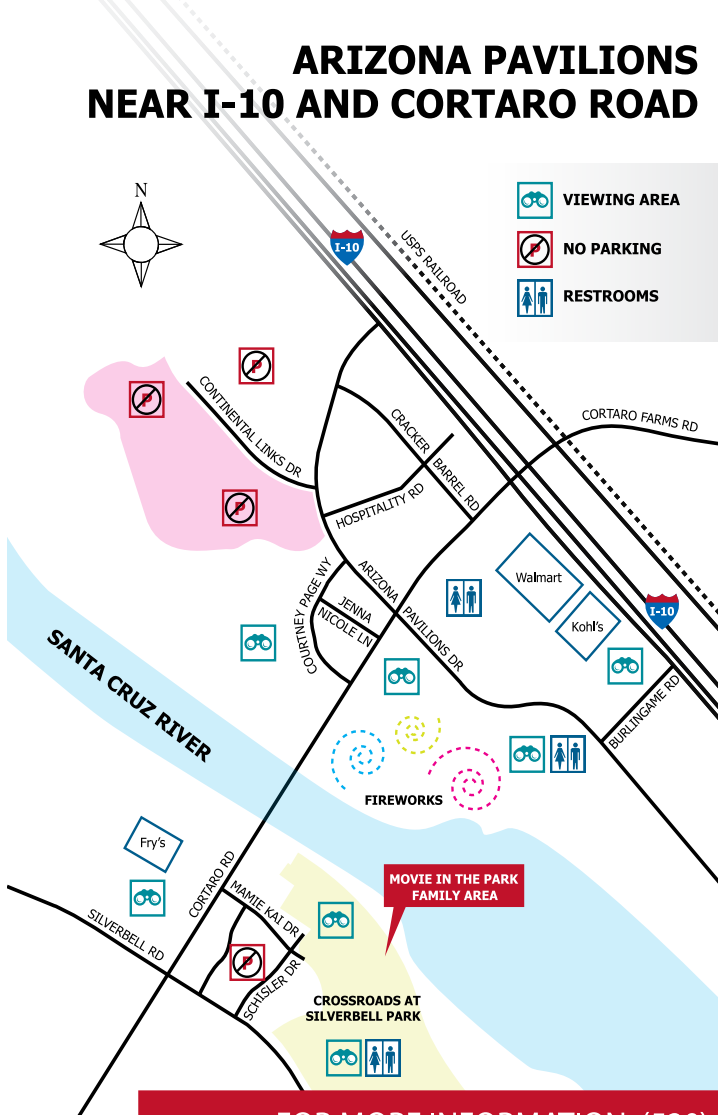 ARIZONA PAVILIONS
NEAR I-10 AND CORTARO ROAD
N
VIEWING AREA
P
NO PARKING
RESTROOMS
I-10
USPS RAILROAD
P
P
CONTINENTAL LINKS DR
CRACKER
BARREL RD
CORTARO FARMS RD
P
HOSPITALITY RD
ARIZONA
PAVILIONS DR
COURTNEY PAGE WY
JENNA
NICOLE LN
Walmart
Kohl's
I-10
BURLINGAME RD
SANTA CRUZ RIVER
FIREWORKS
Fry's
CORTARO RD
MOVIE IN THE PARK
FAMILY AREA
MAMIE KAI DR
SILVERBELL RD
P
SCHISLER DR
CROSSROADS AT
SILVERBELL PARK